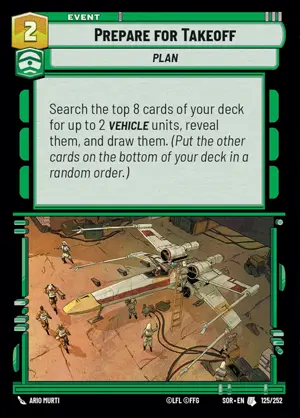 EVENT
2
PREPARE FOR TAKEOFF
PLAN
Search the top 8 cards of your deck
for up to 2 VEHICLE units, reveal
them, and draw them. (Put the other
cards on the bottom of your deck in a
random order.)
ARIO MURTI
©LFL ©FFG
SOR • EN
125/252